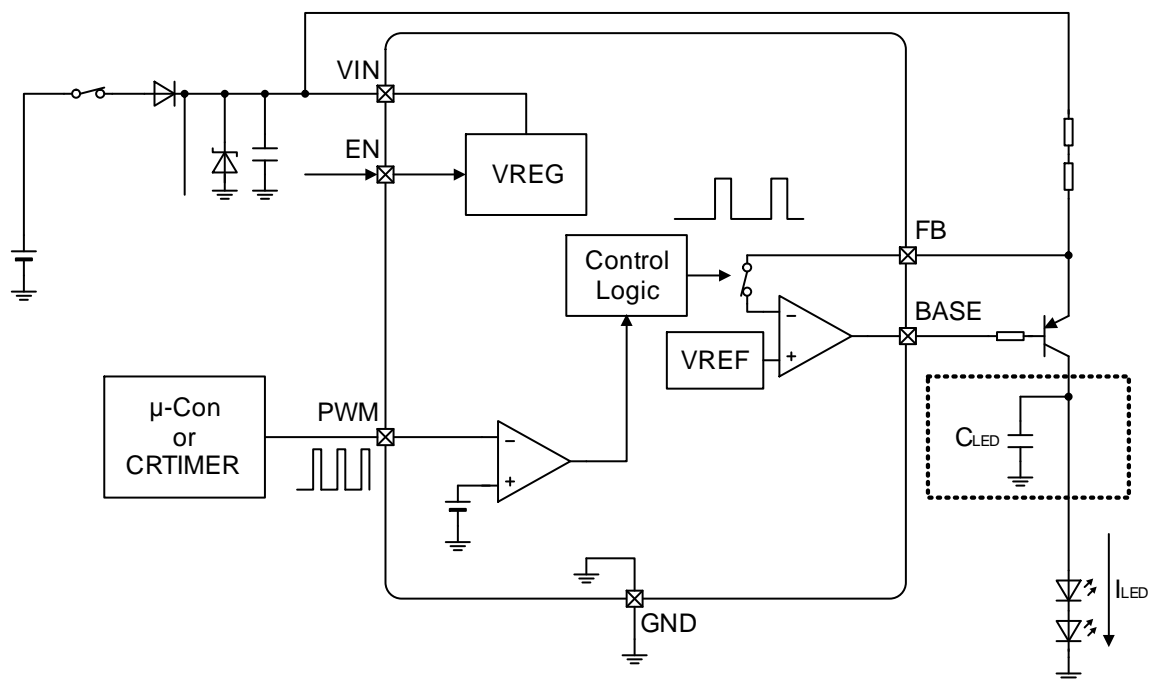 VIN
EN
VREG
FB
Control
Logic
BASE
VREF
−
+
µ-Con
or
CRTIMER
PWM
−
+
CLED
ILED
GND